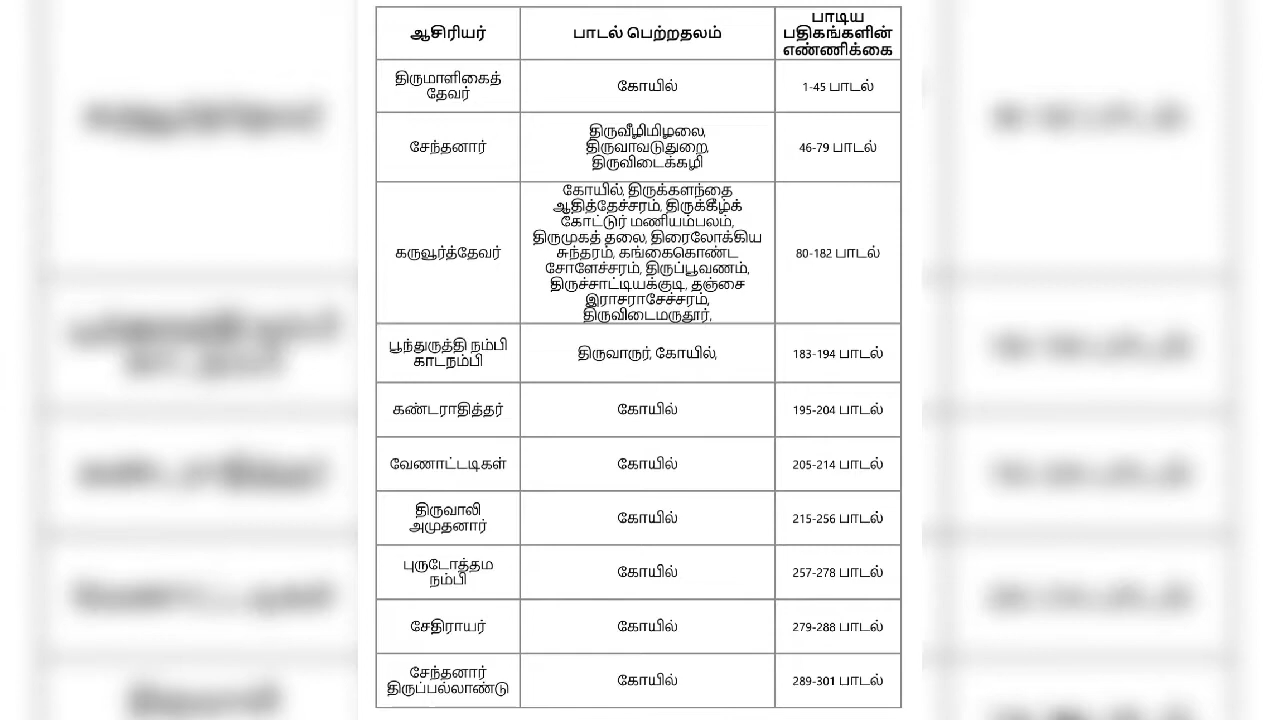 ஆசிரியர்
பாடல் பெற்றதலம்
பாடிய
பதிகங்களின்
எண்ணிக்கை
திருமாளிகைத்
தேவர்
கோயில்
1-45 பாடல்
சேந்தனார்
திருவீழிமிழலை,
திருவாவடுதுறை,
திருவிடைக்கழி
46-79 பாடல்
கருவூர்த்தேவர்
கோயில், திருக்களந்தை
ஆதித்தேச்சரம், திருக்கீழ்க்
கோட்டுர் மணியம்பலம்,
திருமுகத் தலை, திரைலோக்கிய
சுந்தரம், கங்கைகொண்ட
சோளேச்சரம், திருப்பூவணம்,
திருச்சாட்டியக்குடி, தஞ்சை
இராசராசேச்சரம்,
திருவிடைமருதூர்,
80-182 பாடல்
பூந்துருத்தி நம்பி
காடநம்பி
திருவாருர், கோயில்,
183-194 பாடல்
கண்டராதித்தர்
கோயில்
195-204 பாடல்
வேணாட்டடிகள்
கோயில்
205-214 பாடல்
திருவாலி
அமுதனார்
கோயில்
215-256 பாடல்
புருடோத்தம
நம்பி
கோயில்
257-278 பாடல்
சேதிராயர்
கோயில்
279-288 பாடல்
சேந்தனார்
திருப்பல்லாண்டு
கோயில்
289-301 பாடல்